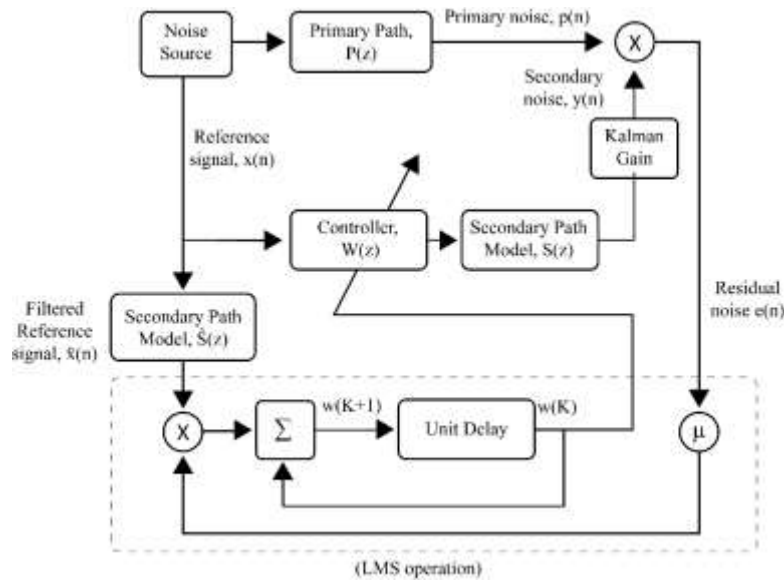 Noise
Source
Primary Path,
P(z)
Primary noise, p(n)
X
Secondary
noise, y(n)
Kalman
Gain
Reference
signal, x(n)
Controller,
W(z)
Secondary Path
Model, S(z)
Filtered
Reference
signal, x̂(n)
Secondary Path
Model, Ŝ(z)
Residual
noise e(n)
X
Σ
w(K+1)
Unit Delay
w(K)
μ
(LMS operation)